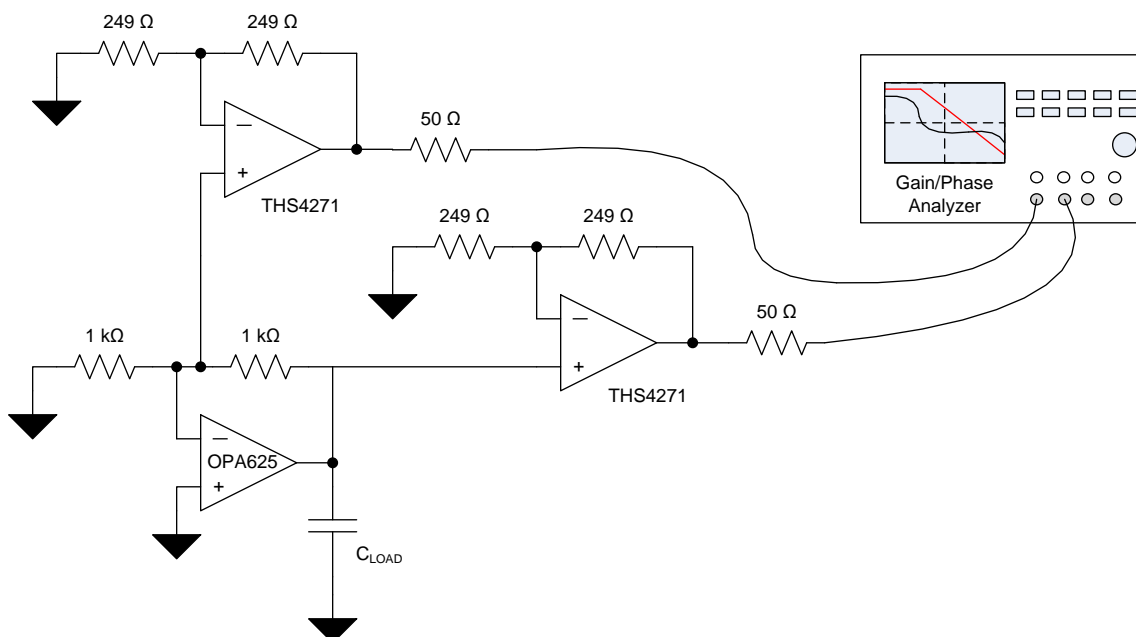 249 Ω
249 Ω
50 Ω
THS4271
Gain/Phase
Analyzer
249 Ω
249 Ω
50 Ω
THS4271
1 kΩ
1 kΩ
OPA625
CLOAD